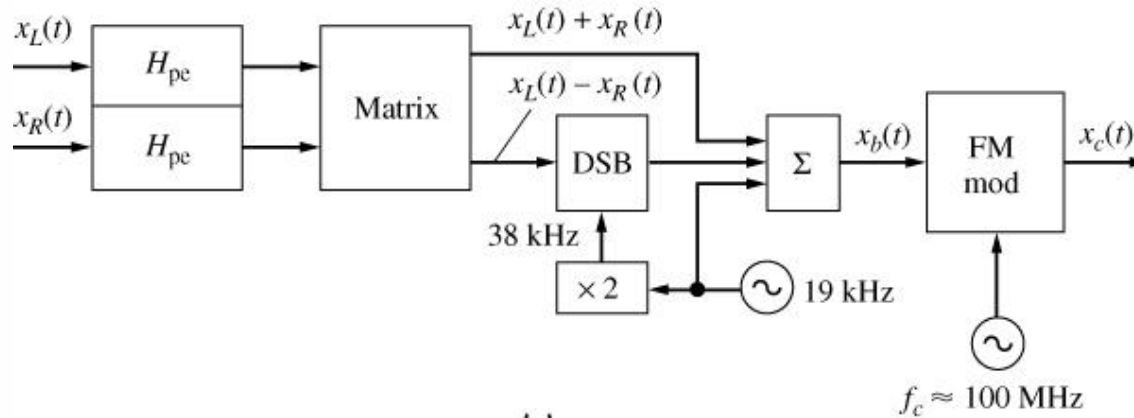 x_L(t)
H_pe
x_R(t)
H_pe
Matrix
x_L(t) + x_R(t)
x_L(t) − x_R(t)
DSB
38 kHz
× 2
19 kHz
Σ
x_b(t)
FM
mod
x_c(t)
f_c ≈ 100 MHz